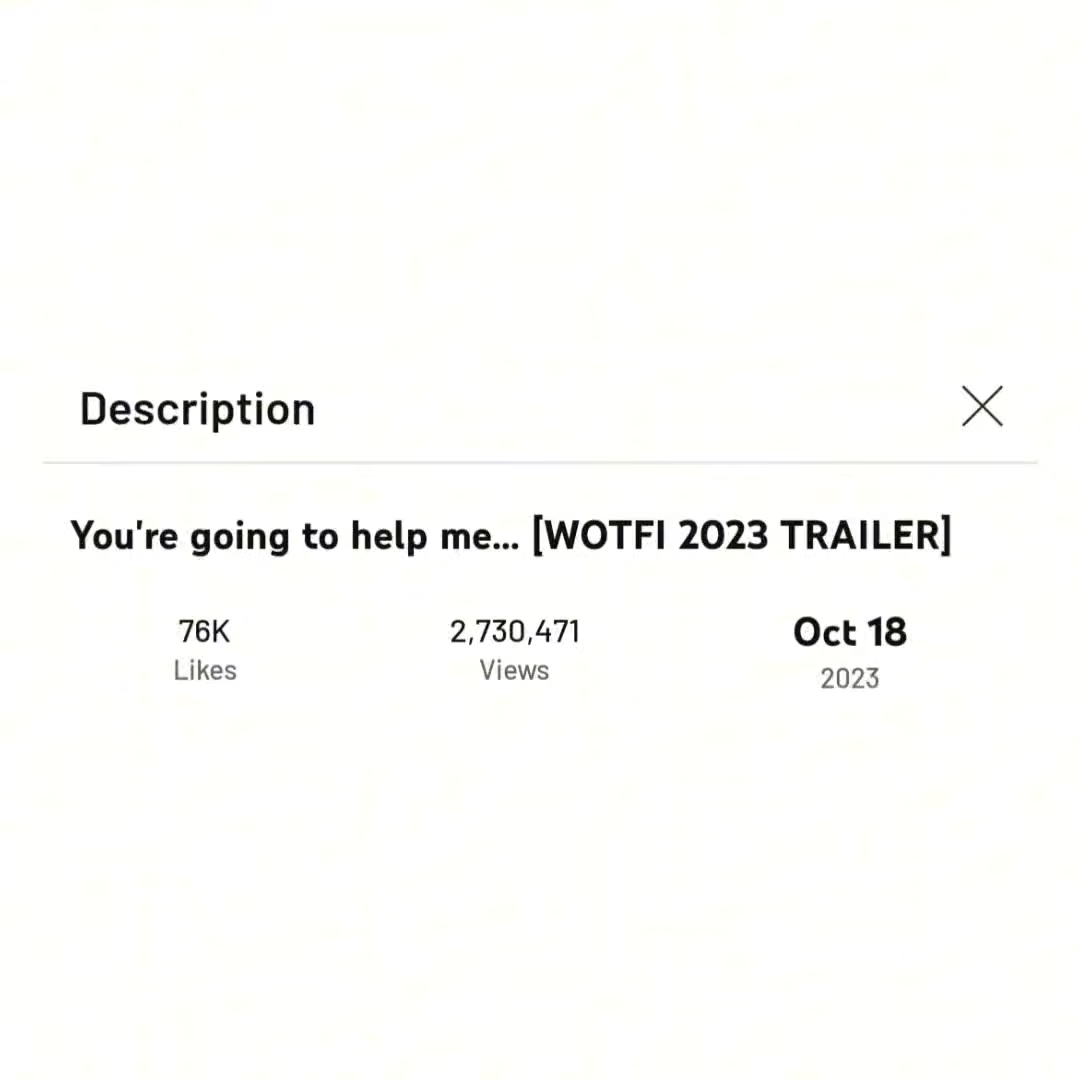 Description
You're going to help me... [WOTFI 2023 TRAILER]
76K 2,730,471 Oct 18
Likes Views 2023